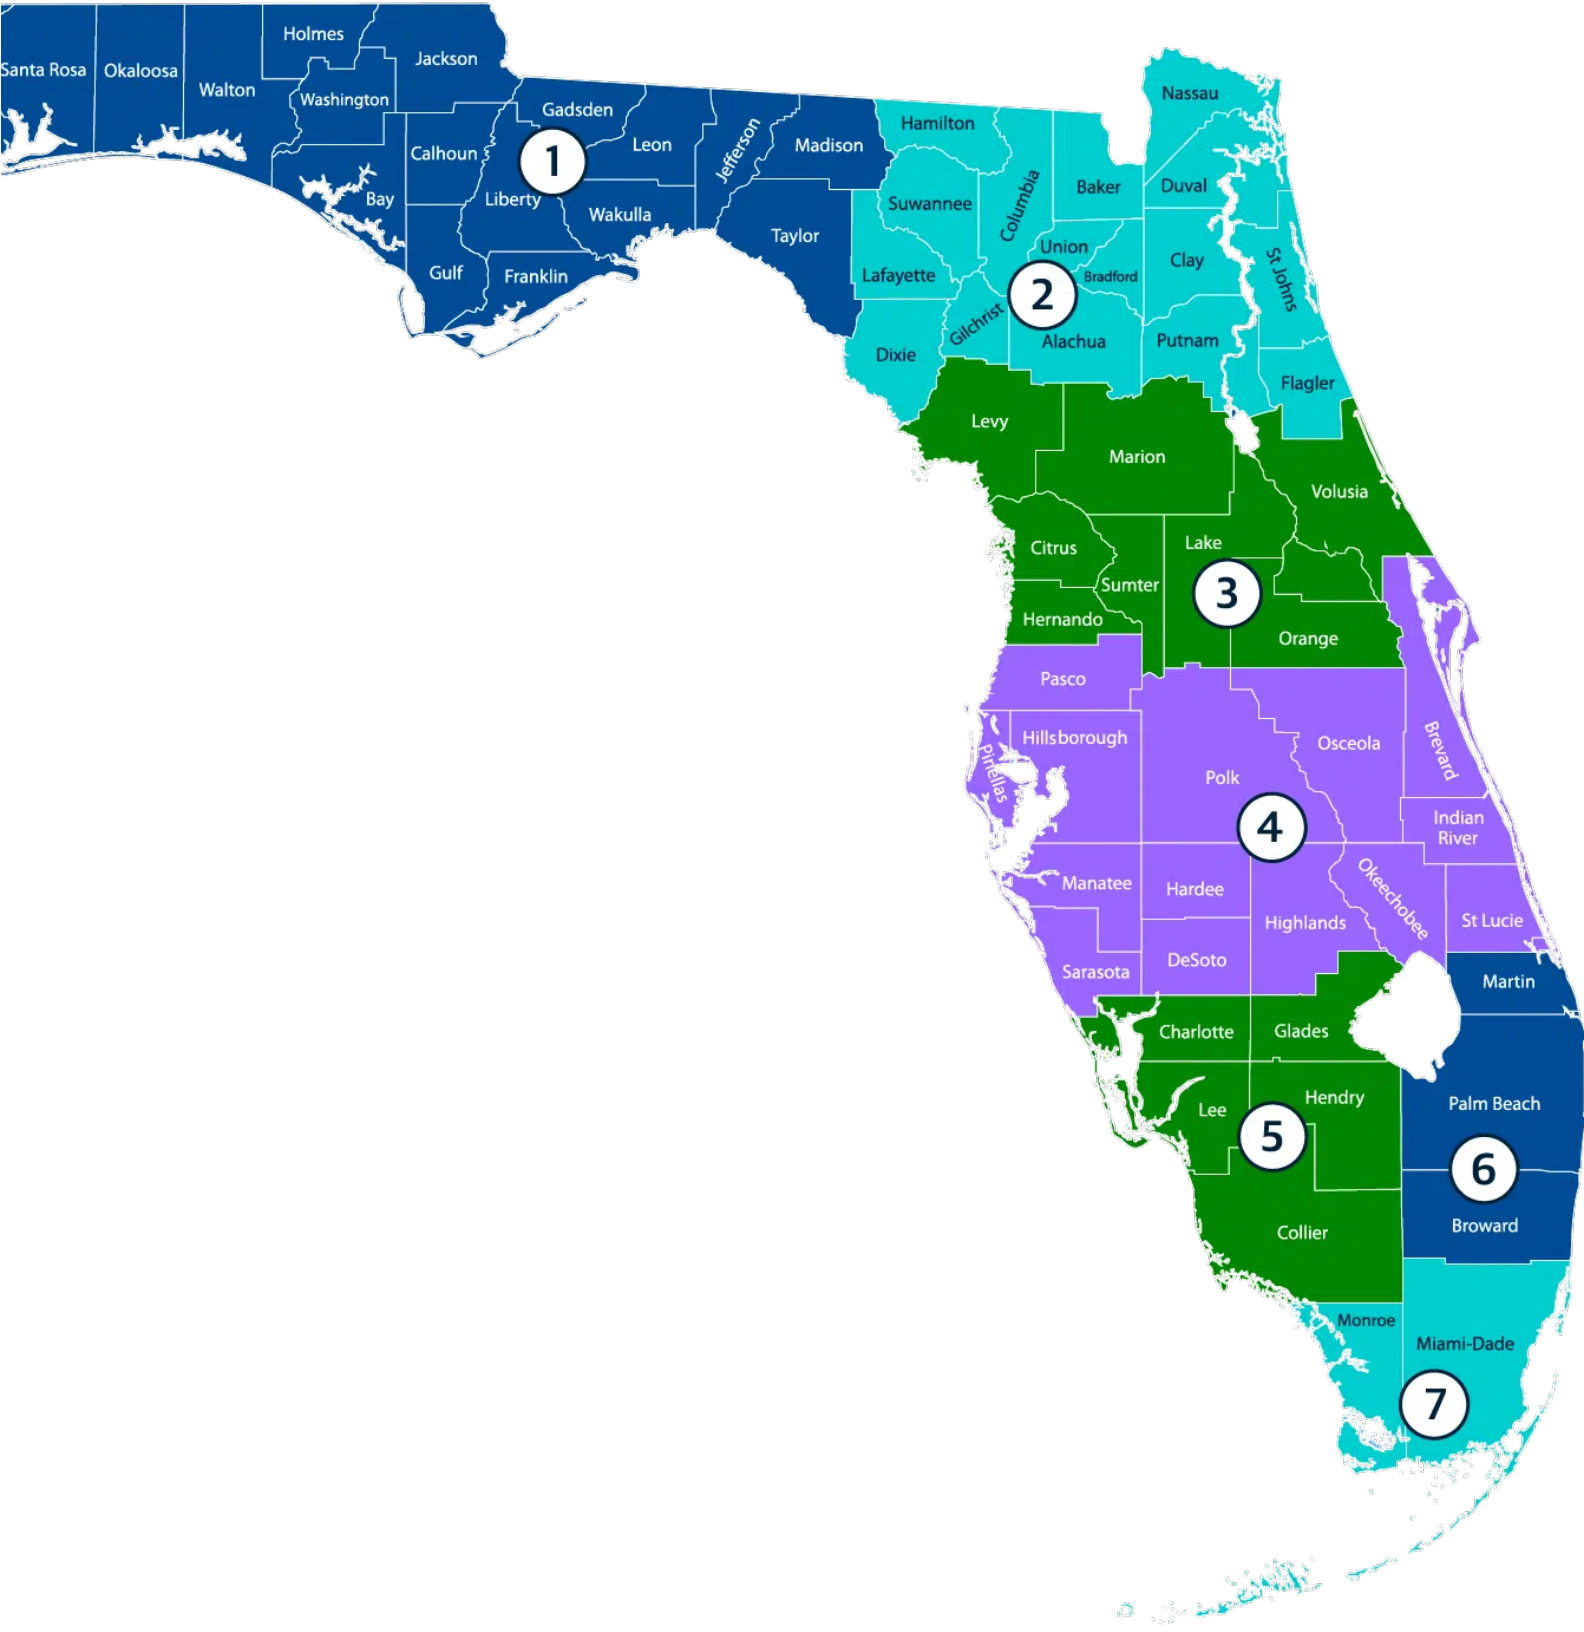 Holmes
Jackson
Santa Rosa
Okaloosa
Walton
Washington
Gadsden
Leon
Jefferson
Madison
Calhoun
1
Liberty
Bay
Wakulla
Taylor
Gulf
Franklin
Nassau
Hamilton
Columbia
Baker
Duval
Suwannee
Union
Clay
St Johns
Lafayette
Bradford
2
Gilchrist
Alachua
Putnam
Dixie
Flagler
Levy
Marion
Volusia
Citrus
Lake
Sumter
3
Hernando
Orange
Pasco
Hillsborough
Pinellas
Osceola
Brevard
Polk
4
Indian
River
Manatee
Hardee
Okeechobee
Highlands
St Lucie
DeSoto
Sarasota
Martin
Charlotte
Glades
Hendry
Lee
Palm Beach
5
6
Broward
Collier
Monroe
Miami-Dade
7